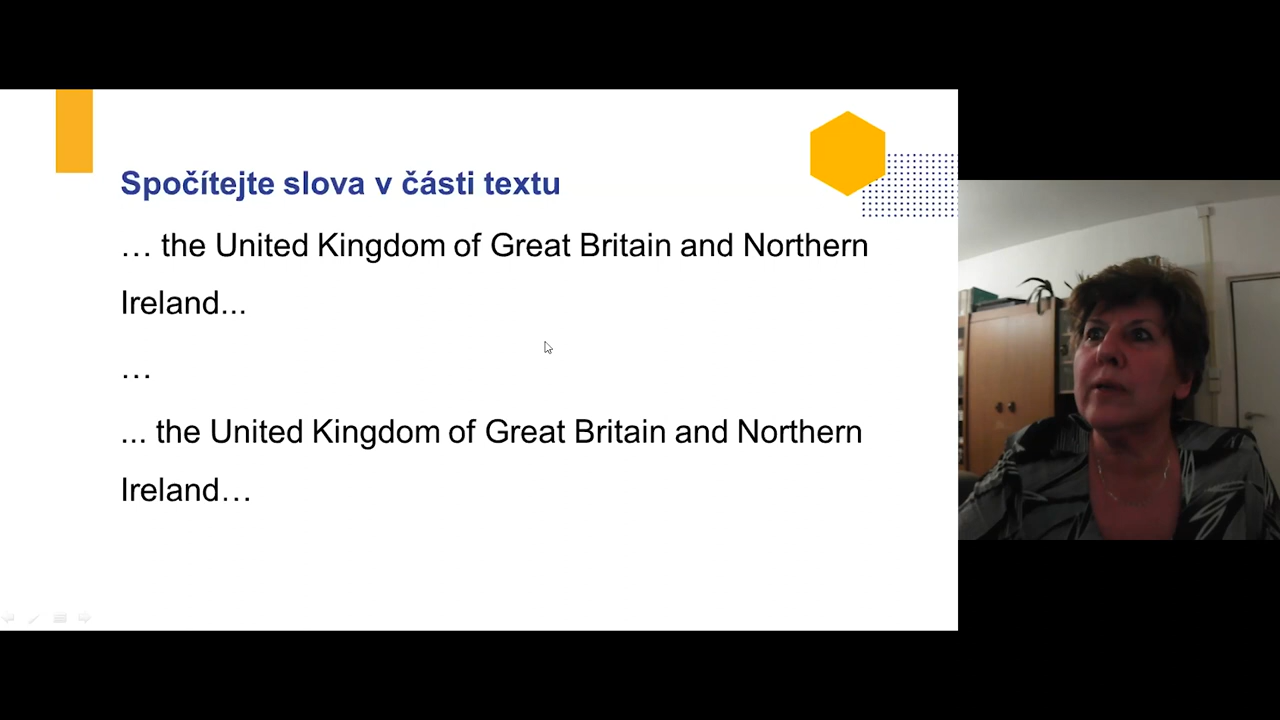 Spočítejte slova v části textu
… the United Kingdom of Great Britain and Northern
Ireland...
…
... the United Kingdom of Great Britain and Northern
Ireland…